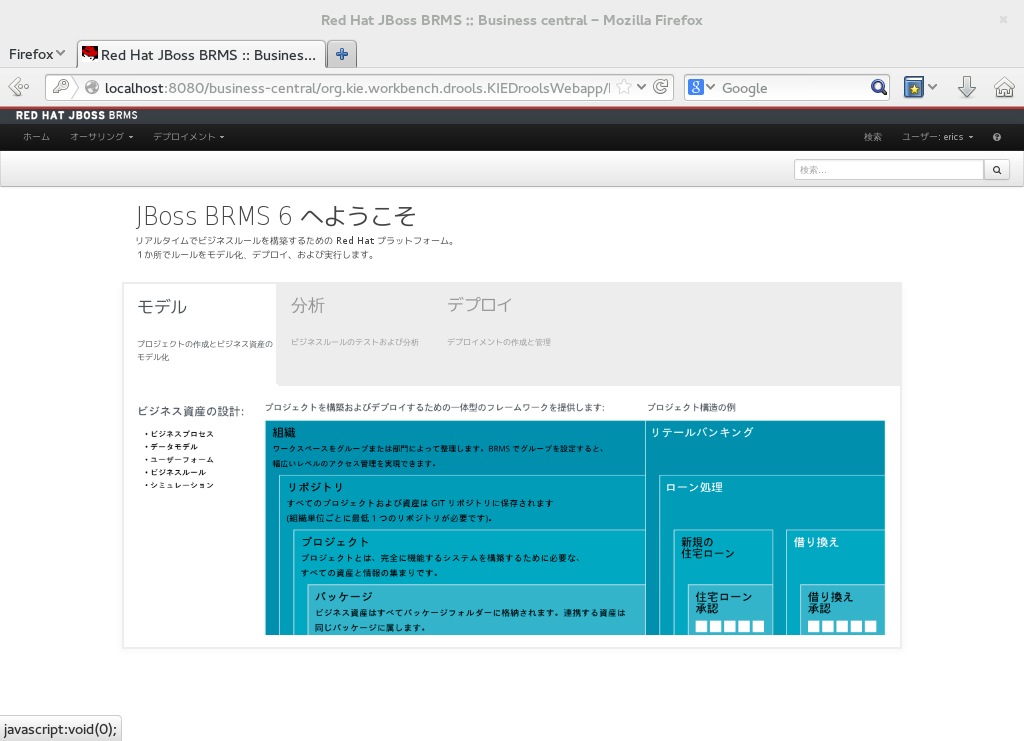 Red Hat JBoss BRMS :: Business central - Mozilla Firefox
Firefox
Red Hat JBoss BRMS :: Busines...
localhost:8080/business-central/org.kie.workbench.drools.KIEDroolsWebapp/
Google
RED HAT JBOSS BRMS
ホーム オーサリング デプロイメント 検索 ユーザー: erics
検索...
JBoss BRMS 6 へようこそ
リアルタイムでビジネスルールを構築するための Red Hat プラットフォーム。
1か所でルールをモデル化、デプロイ、および実行します。
モデル
プロジェクトの作成とビジネス資産の
モデル化
分析
ビジネスルールのテストおよび分析
デプロイ
デプロイメントの作成と管理
ビジネス資産の設計:
・ビジネスプロセス
・データモデル
・ユーザーフォーム
・ビジネスルール
・シミュレーション
プロジェクトを構築およびデプロイするための一体型のフレームワークを提供します:
組織
ワークスペースをグループまたは部門によって整理します。BRMS でグループを設定すると、
幅広いレベルのアクセス管理を実現できます。
リポジトリ
すべてのプロジェクトおよび資産は GIT リポジトリに保存されます
(組織単位ごとに最低 1 つのリポジトリが必要です)。
プロジェクト
プロジェクトとは、完全に機能するシステムを構築するために必要な、
すべての資産と情報の集まりです。
パッケージ
ビジネス資産はすべてパッケージフォルダーに格納されます。連携する資産は
同じパッケージに属します。
プロジェクト構造の例
リテールバンキング
ローン処理
新規の
住宅ローン
住宅ローン
承認
借り換え
借り換え
承認
javascript:void(0);